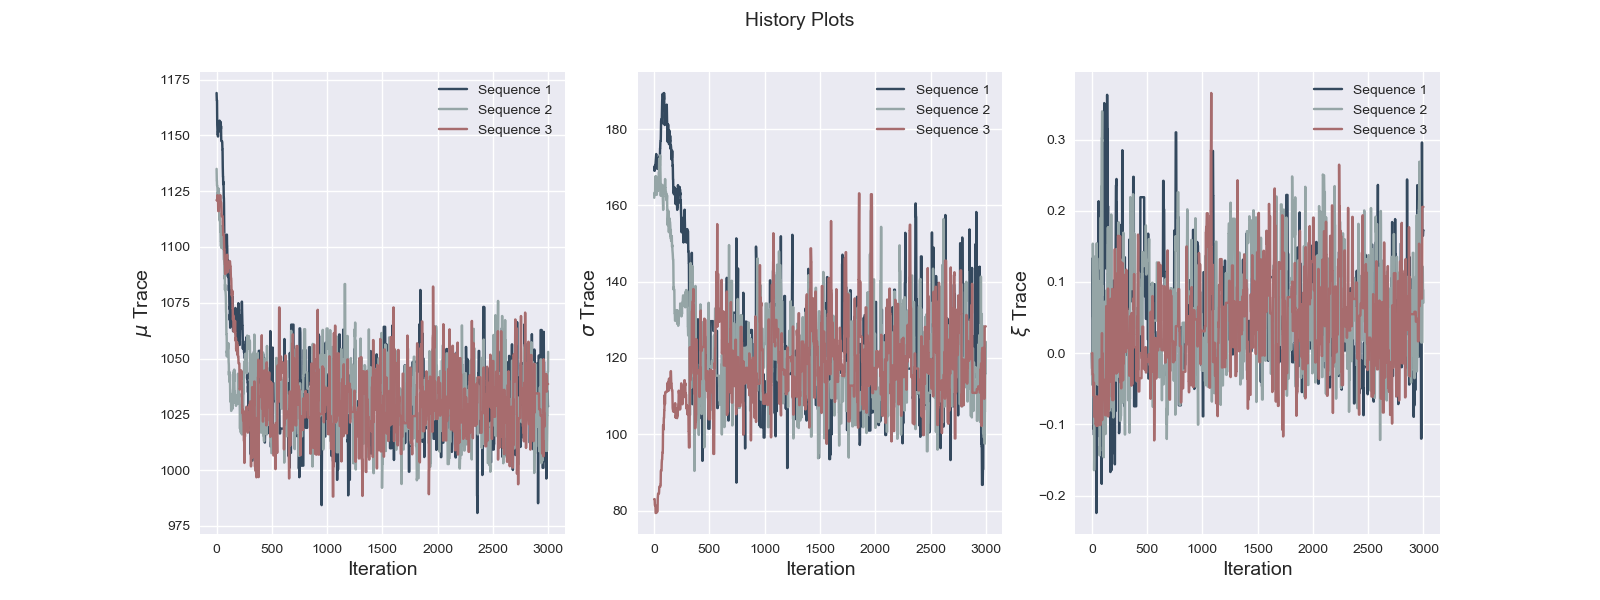 History Plots
1175
1150
1125
1100
1075
1050
1025
1000
975
0 500 1000 1500 2000 2500 3000
μ Trace
Iteration
Sequence 1
Sequence 2
Sequence 3
180
160
140
120
100
80
0 500 1000 1500 2000 2500 3000
σ Trace
Iteration
Sequence 1
Sequence 2
Sequence 3
0.3
0.2
0.1
0.0
−0.1
−0.2
0 500 1000 1500 2000 2500 3000
ξ Trace
Iteration
Sequence 1
Sequence 2
Sequence 3